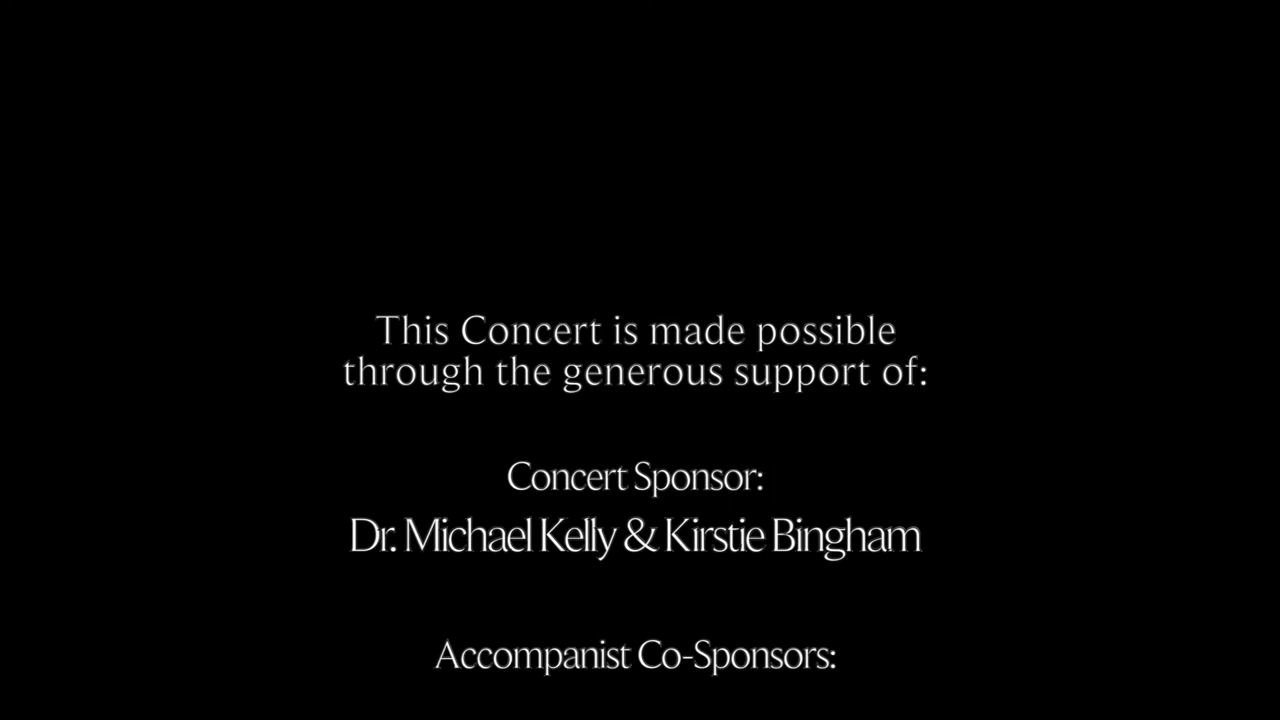 This Concert is made possible
through the generous support of:
Concert Sponsor:
Dr. Michael Kelly & Kirstie Bingham
Accompanist Co-Sponsors: